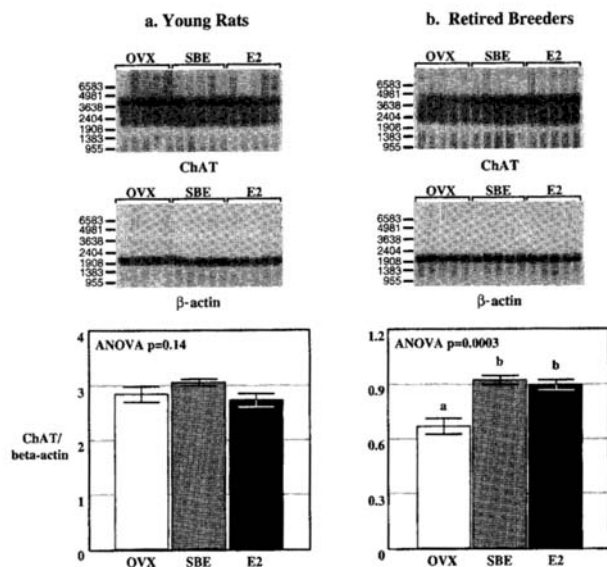 a. Young Rats
OVX SBE E2
6583
4981
3638
2404
1908
1383
955
ChAT
OVX SBE E2
6583
4981
3638
2404
1908
1383
955
β-actin
4
ANOVA p=0.14
3
2
1
0
ChAT/
beta-actin
OVX SBE E2
b. Retired Breeders
OVX SBE E2
6583
4981
3638
2404
1908
1383
955
ChAT
OVX SBE E2
6583
4981
3638
2404
1908
1383
955
β-actin
1.2
ANOVA p=0.0003
0.9
0.6
0.3
0
a
b
b
OVX SBE E2